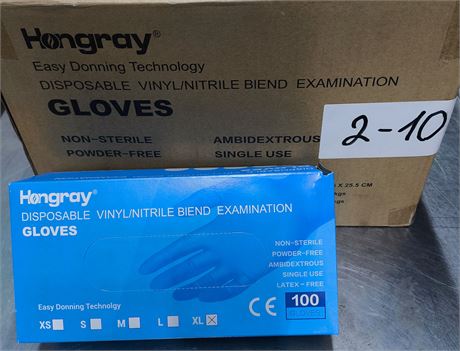 Hongray®
Easy Donning Technology
DISPOSABLE VINYL/NITRILE BIEND EXAMINATION
GLOVES
NON-STERILE AMBIDEXTROUS
POWDER-FREE SINGLE USE
2-10
X 25.5 CM
kgs
Hongray®
DISPOSABLE VINYL/NITRILE BIEND EXAMINATION
GLOVES
NON-STERILE
POWDER-FREE
AMBIDEXTROUS
SINGLE USE
LATEX-FREE
Easy Donning Technolgy
CE 100
GLOVES
XS S M L XL